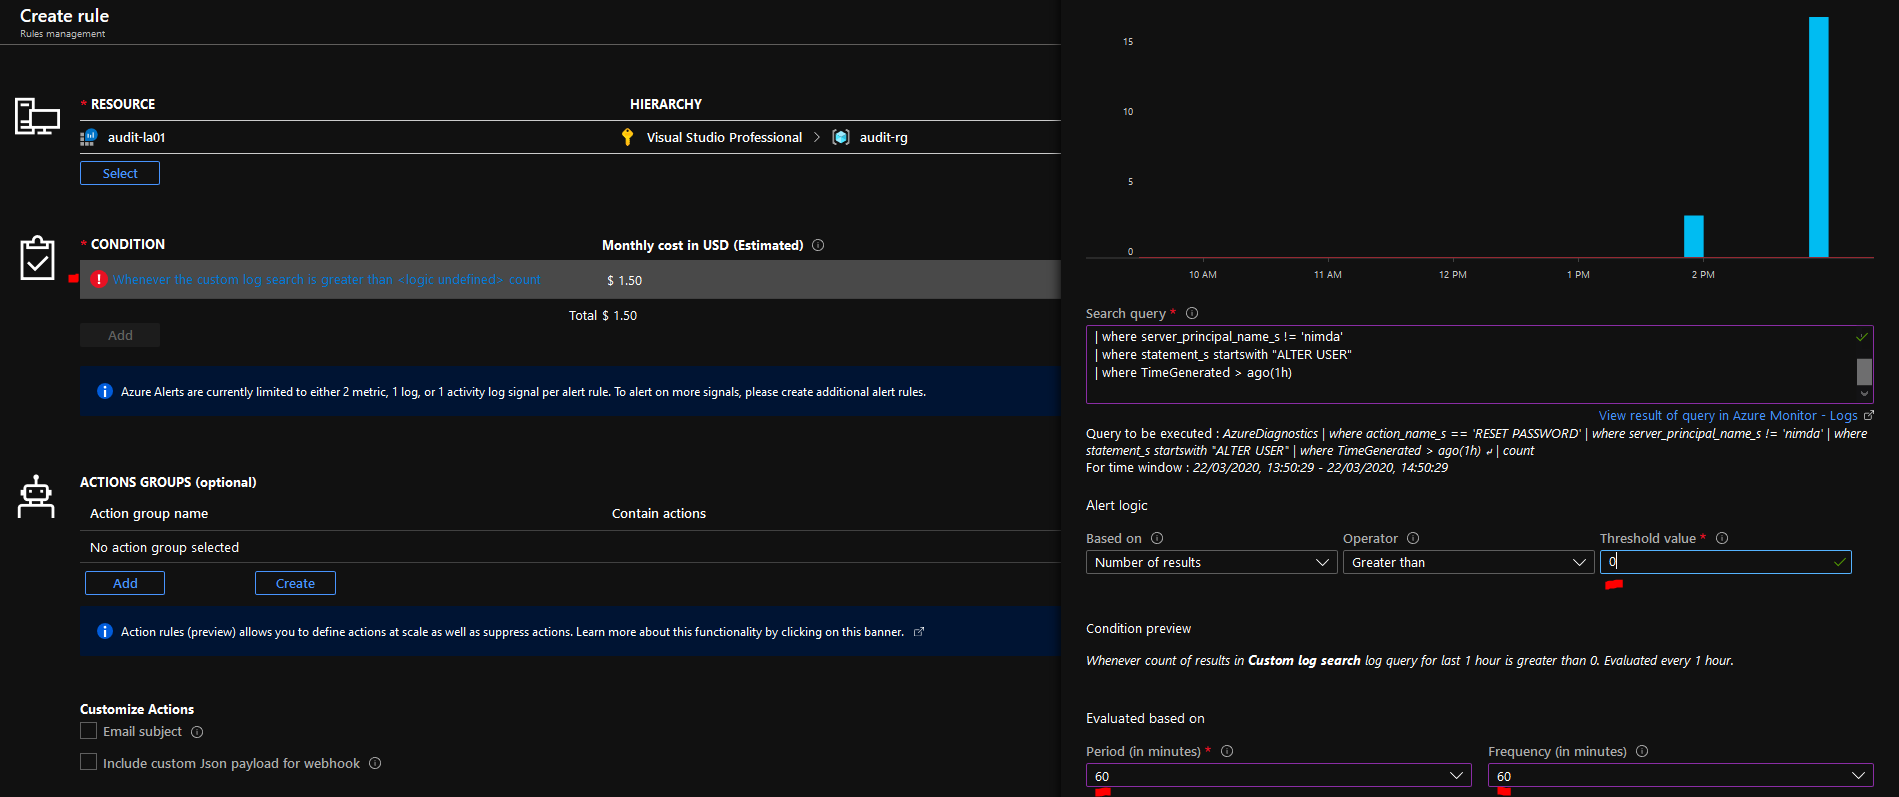 Create rule
Rules management
* RESOURCE
HIERARCHY
audit-la01
Visual Studio Professional > audit-rg
Select
* CONDITION
Monthly cost in USD (Estimated)
Whenever the custom log search is greater than <logic undefined> count
$ 1.50
Total $ 1.50
Add
Azure Alerts are currently limited to either 2 metric, 1 log, or 1 activity log signal per alert rule. To alert on more signals, please create additional alert rules.
ACTIONS GROUPS (optional)
Action group name
Contain actions
No action group selected
Add
Create
Action rules (preview) allows you to define actions at scale as well as suppress actions. Learn more about this functionality by clicking on this banner.
Customize Actions
Email subject
Include custom Json payload for webhook
15
10
5
0
10 AM
11 AM
12 PM
1 PM
2 PM
Search query *
| where server_principal_name_s != 'nimda'
| where statement_s startswith "ALTER USER"
| where TimeGenerated > ago(1h)
View result of query in Azure Monitor - Logs
Query to be executed : AzureDiagnostics | where action_name_s == 'RESET PASSWORD' | where server_principal_name_s != 'nimda' | where
statement_s startswith "ALTER USER" | where TimeGenerated > ago(1h) ↲ | count
For time window : 22/03/2020, 13:50:29 - 22/03/2020, 14:50:29
Alert logic
Based on
Operator
Threshold value *
Number of results
Greater than
0
Condition preview
Whenever count of results in Custom log search log query for last 1 hour is greater than 0. Evaluated every 1 hour.
Evaluated based on
Period (in minutes) *
Frequency (in minutes)
60
60